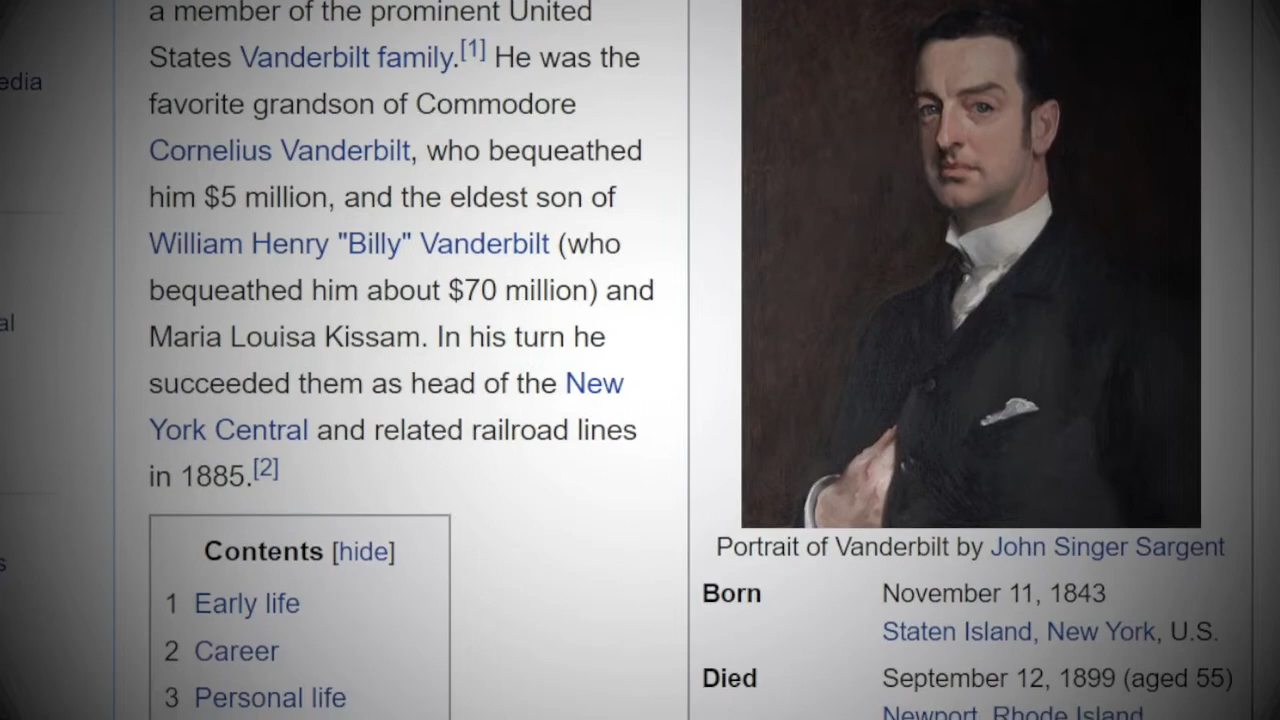 a member of the prominent United
States Vanderbilt family.[1] He was the
favorite grandson of Commodore
Cornelius Vanderbilt, who bequeathed
him $5 million, and the eldest son of
William Henry "Billy" Vanderbilt (who
bequeathed him about $70 million) and
Maria Louisa Kissam. In his turn he
succeeded them as head of the New
York Central and related railroad lines
in 1885.[2]
Contents [hide]
1 Early life
2 Career
3 Personal life
Portrait of Vanderbilt by John Singer Sargent
Born November 11, 1843
Staten Island, New York, U.S.
Died September 12, 1899 (aged 55)
Newport, Rhode Island